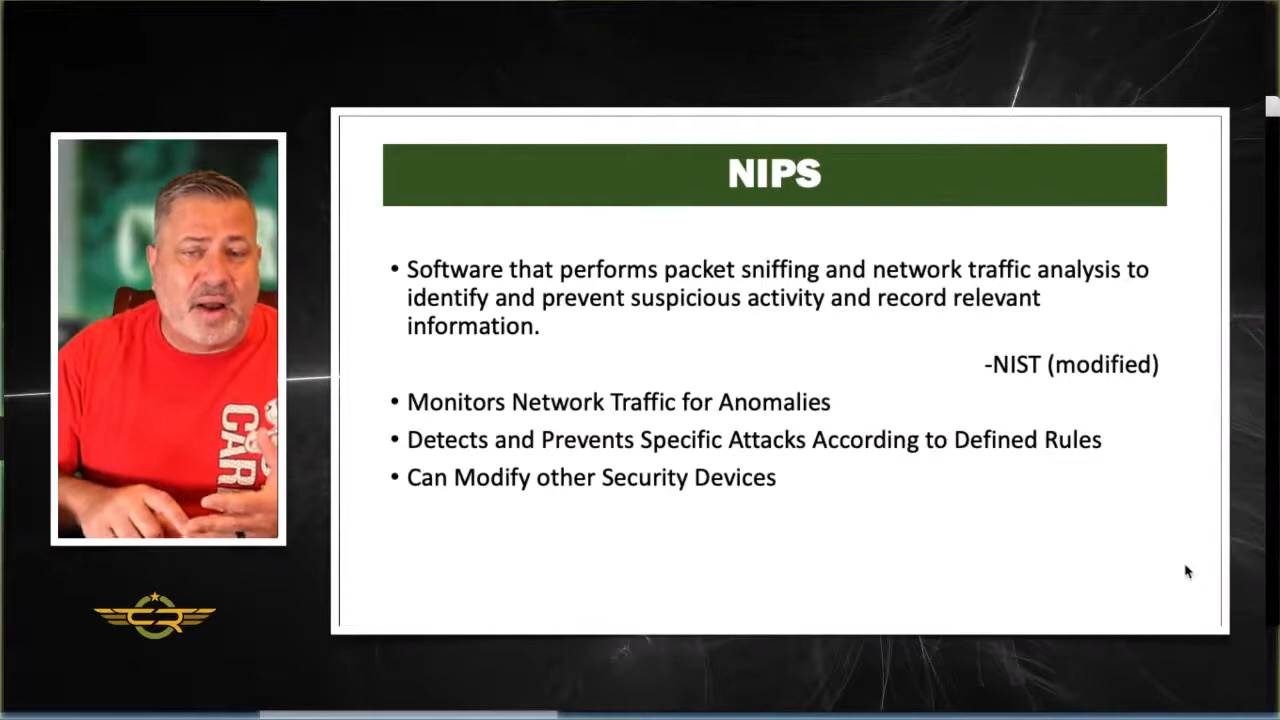 NIPS
• Software that performs packet sniffing and network traffic analysis to
identify and prevent suspicious activity and record relevant
information.
-NIST (modified)
• Monitors Network Traffic for Anomalies
• Detects and Prevents Specific Attacks According to Defined Rules
• Can Modify other Security Devices
CAR
CR